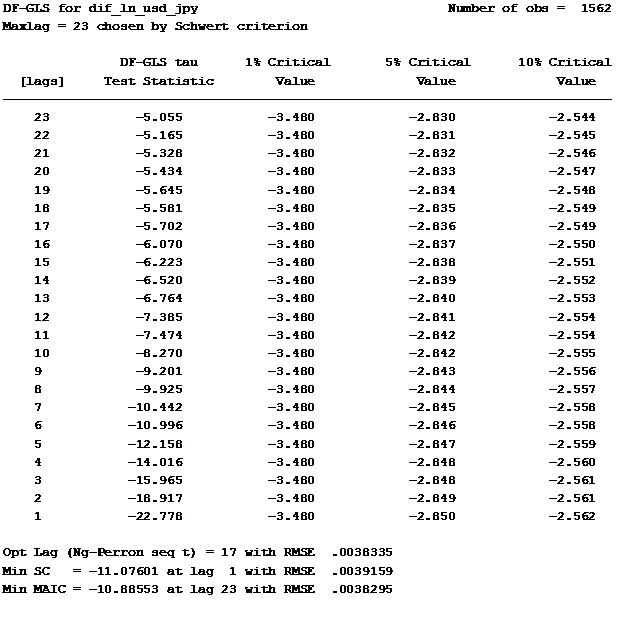 DF-GLS for dif_ln_usd_jpy Number of obs = 1562
Maxlag = 23 chosen by Schwert criterion
DF-GLS tau 1% Critical 5% Critical 10% Critical
[lags] Test Statistic Value Value Value
23 -5.055 -3.480 -2.830 -2.544
22 -5.165 -3.480 -2.831 -2.545
21 -5.328 -3.480 -2.832 -2.546
20 -5.434 -3.480 -2.833 -2.547
19 -5.645 -3.480 -2.834 -2.548
18 -5.581 -3.480 -2.835 -2.549
17 -5.702 -3.480 -2.836 -2.549
16 -6.070 -3.480 -2.837 -2.550
15 -6.223 -3.480 -2.838 -2.551
14 -6.520 -3.480 -2.839 -2.552
13 -6.764 -3.480 -2.840 -2.553
12 -7.385 -3.480 -2.841 -2.554
11 -7.474 -3.480 -2.842 -2.554
10 -8.270 -3.480 -2.842 -2.555
9 -9.201 -3.480 -2.843 -2.556
8 -9.925 -3.480 -2.844 -2.557
7 -10.442 -3.480 -2.845 -2.558
6 -10.996 -3.480 -2.846 -2.558
5 -12.158 -3.480 -2.847 -2.559
4 -14.016 -3.480 -2.848 -2.560
3 -15.965 -3.480 -2.848 -2.561
2 -18.917 -3.480 -2.849 -2.561
1 -22.778 -3.480 -2.850 -2.562
Opt Lag (Ng-Perron seq t) = 17 with RMSE .0038335
Min SC = -11.07601 at lag 1 with RMSE .0039159
Min MAIC = -10.88553 at lag 23 with RMSE .0038295